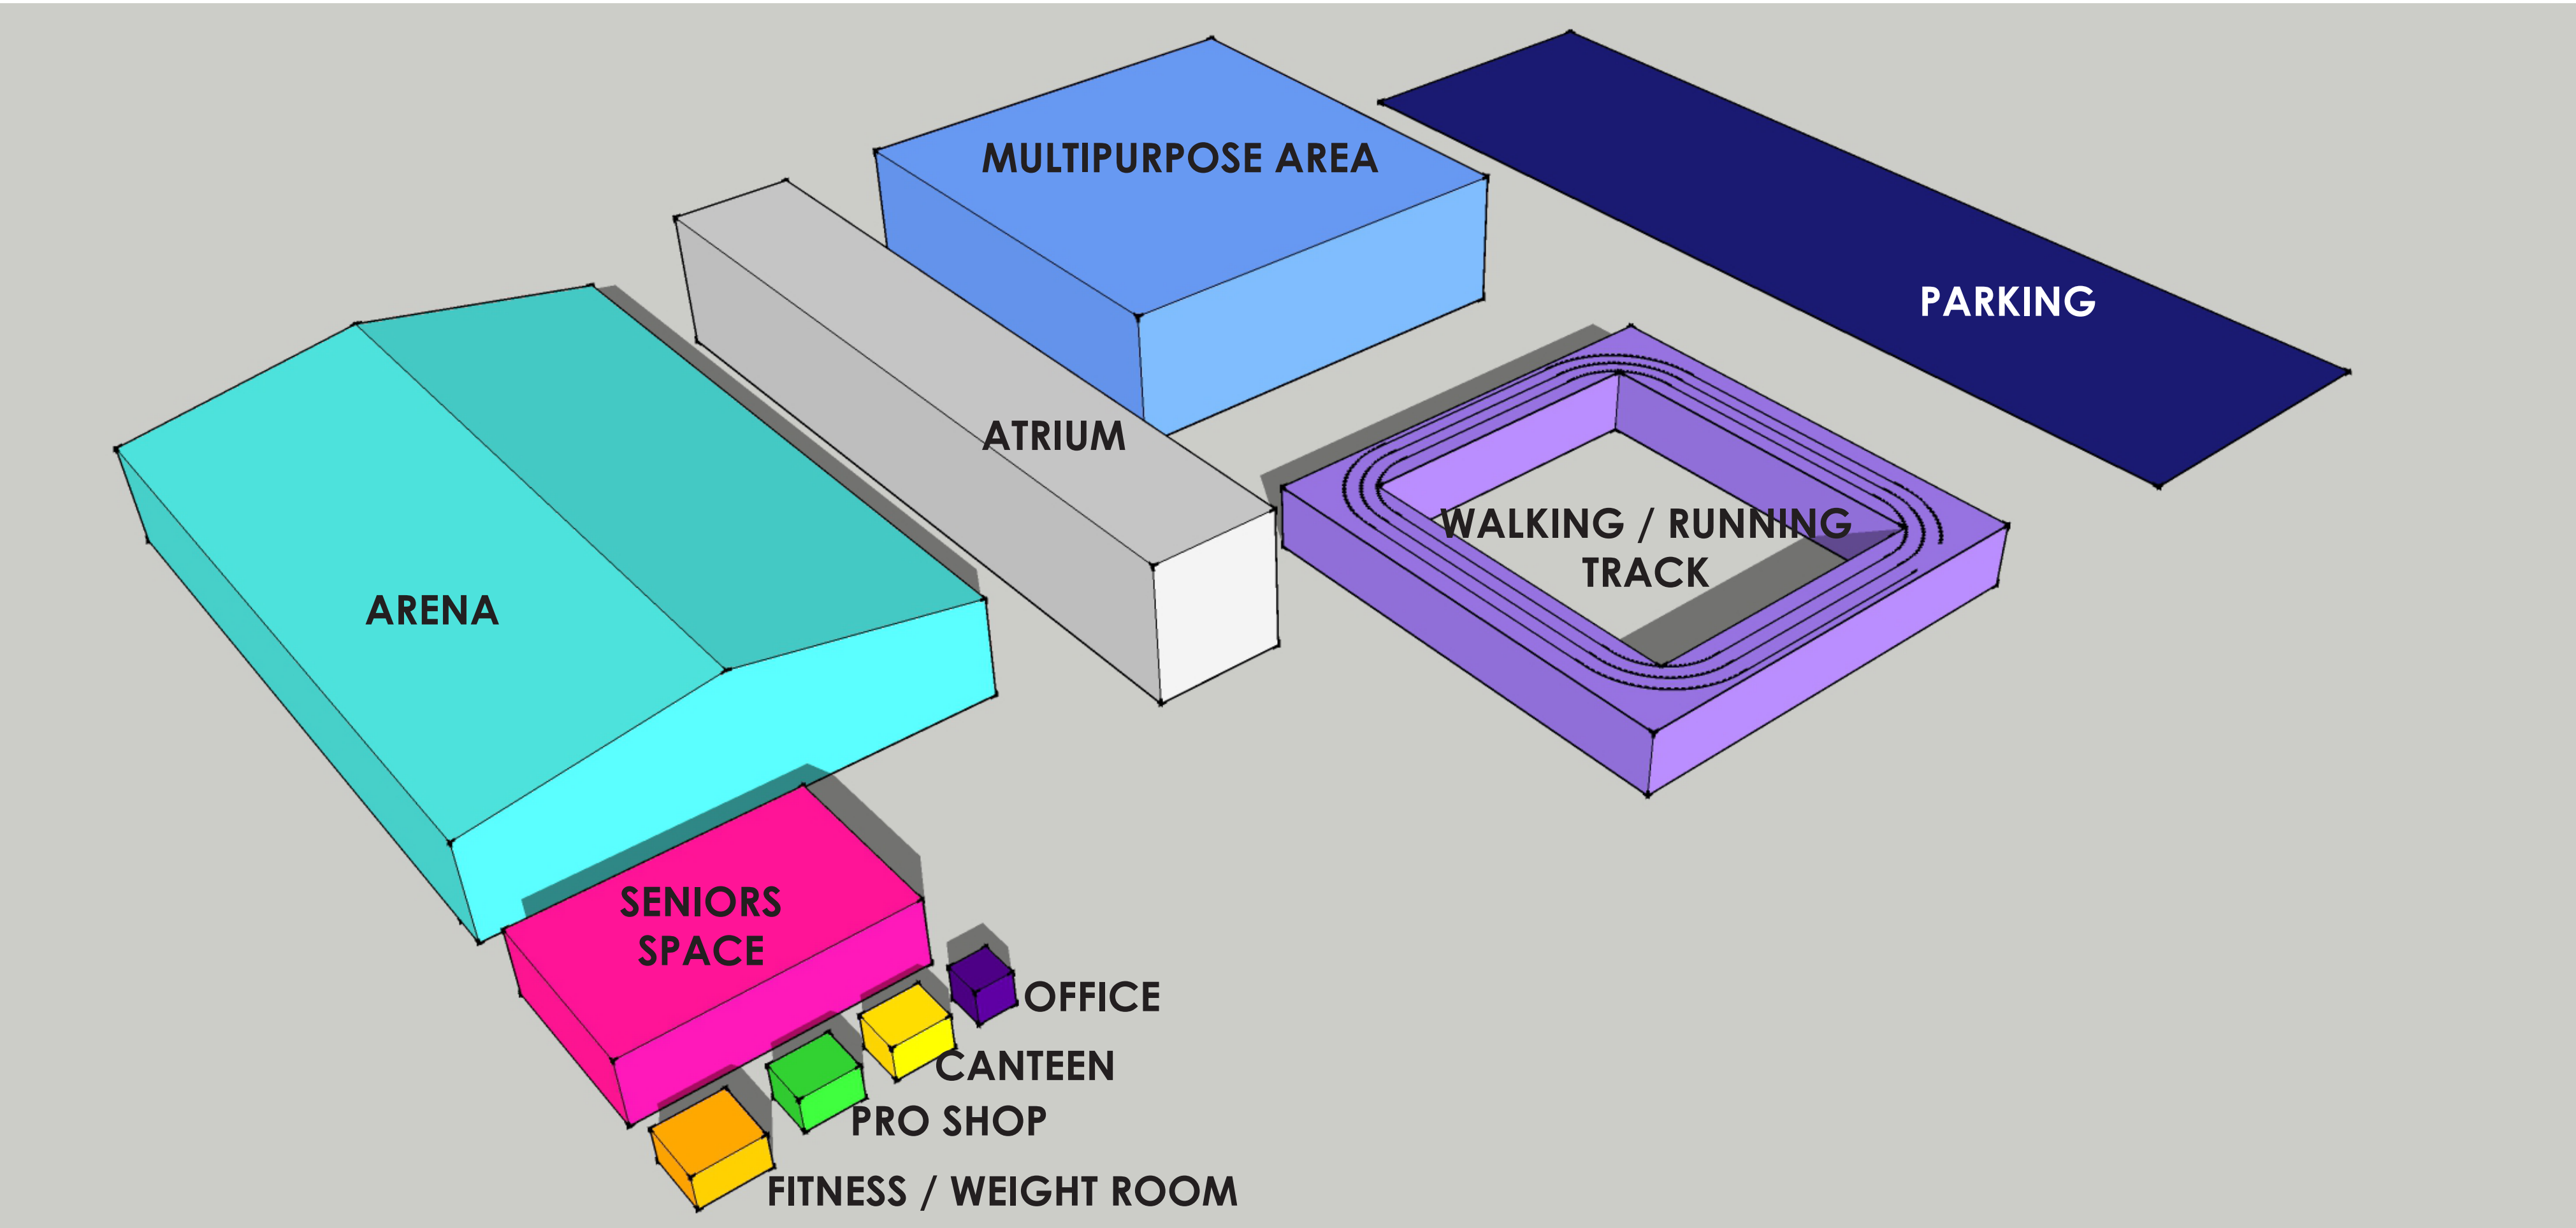 MULTIPURPOSE AREA
PARKING
ATRIUM
WALKING / RUNNING
TRACK
ARENA
SENIORS
SPACE
OFFICE
CANTEEN
PRO SHOP
FITNESS / WEIGHT ROOM